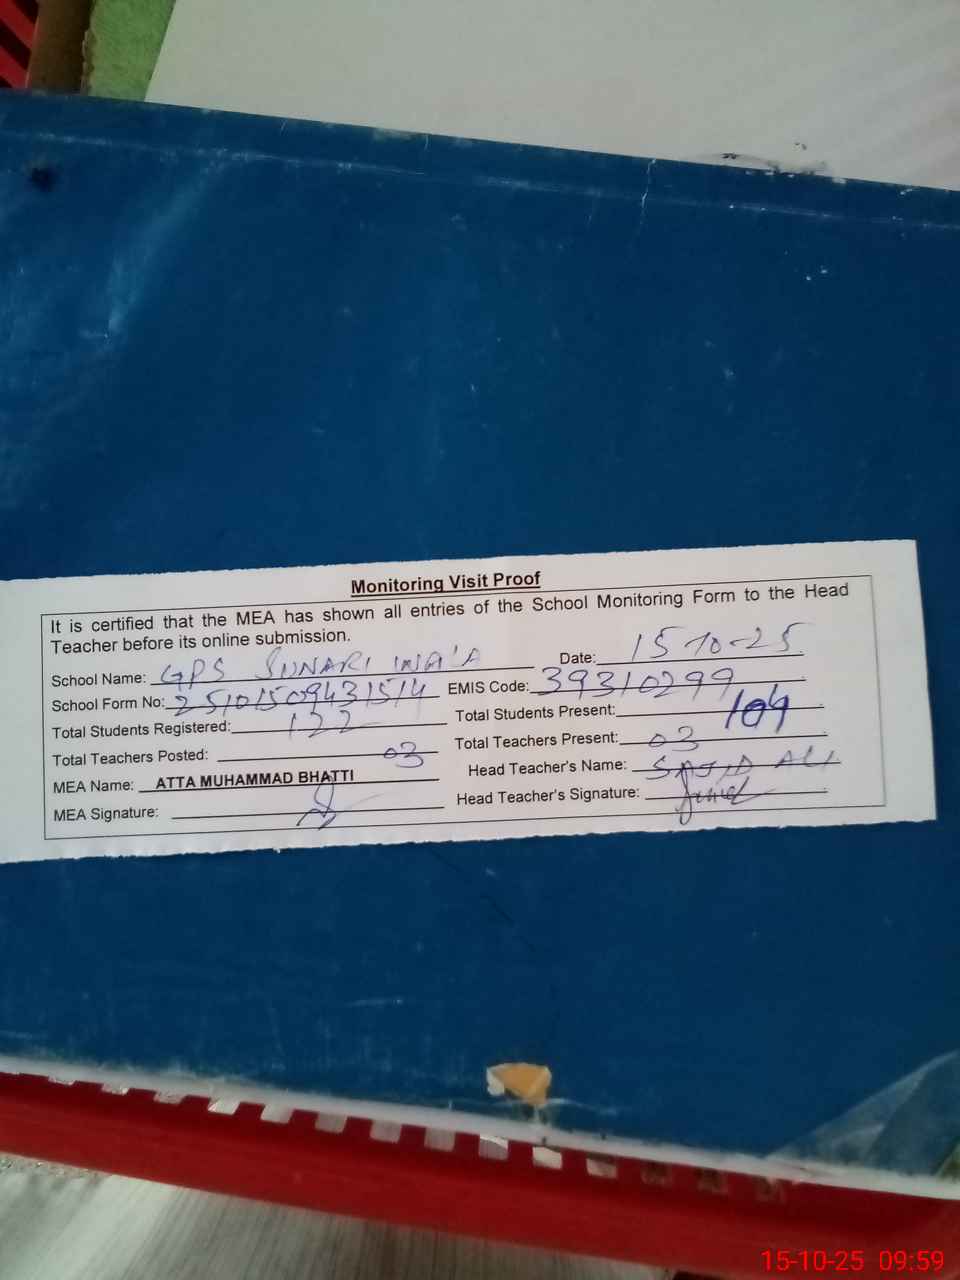 Monitoring Visit Proof
It is certified that the MEA has shown all entries of the School Monitoring Form to the Head
Teacher before its online submission.
School Name: GPS SUNARI Date: 15-10-25
School Form No: 25101509431514 EMIS Code: 39310299
Total Students Registered: 122 Total Students Present: 104
Total Teachers Posted: 03 Total Teachers Present: 03
MEA Name: ATTA MUHAMMAD BHATTI Head Teacher's Name: SAJID ALI
MEA Signature: Head Teacher's Signature:
15-10-25 09:59